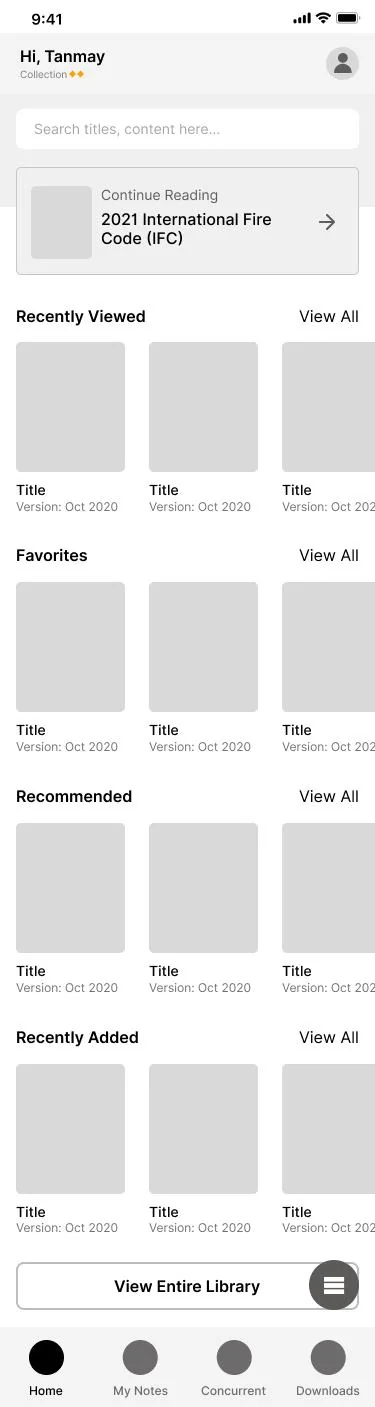 9:41
Hi, Tanmay
Collection
Search titles, content here...
Continue Reading
2021 International Fire
Code (IFC)
Recently Viewed View All
Title Title Title
Version: Oct 2020 Version: Oct 2020 Version: Oct 202
Favorites View All
Title Title Title
Version: Oct 2020 Version: Oct 2020 Version: Oct 202
Recommended View All
Title Title Title
Version: Oct 2020 Version: Oct 2020 Version: Oct 202
Recently Added View All
Title Title Title
Version: Oct 2020 Version: Oct 2020 Version: Oct 202
View Entire Library
Home My Notes Concurrent Downloads